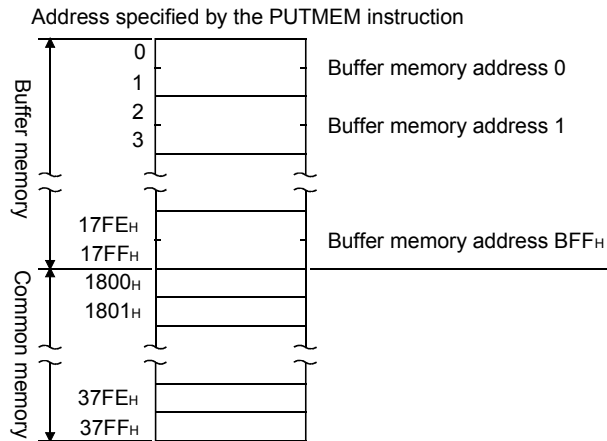 Address specified by the PUTMEM instruction
0
Buffer memory address 0
1
2
Buffer memory address 1
3
Buffer memory
17FEH
Buffer memory address BFFH
17FFH
1800H
1801H
Common memory
37FEH
37FFH